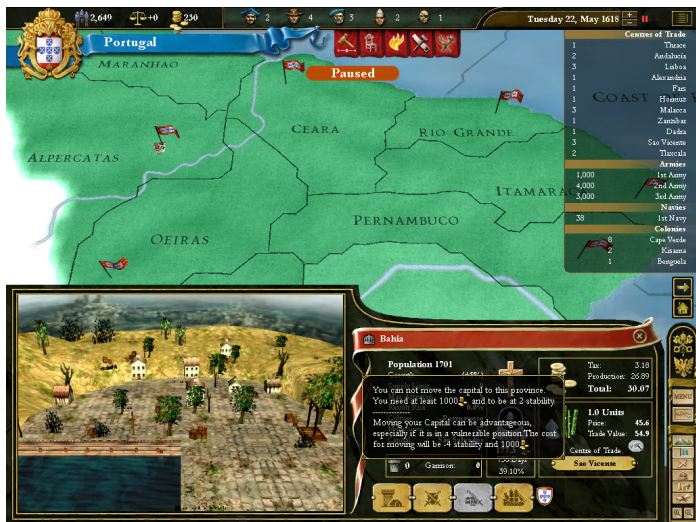 2,649
+0
230
2
4
3
2
1
Tuesday 22, May 1618
Portugal
Paused
Centres of Trade
1 Thrace
2 Andalucia
3 Lisboa
1 Alexandria
1 Fars
1 Hormuz
3 Malacca
1 Zanzibar
1 Dadra
3 Sao Vicente
2 Tlaxcala
Armies
1,000 1st Army
4,000 2nd Army
3,000 3rd Army
Navies
38 1st Navy
Colonies
8 Cape Verde
2 Kisama
1 Benguela
MARANHAO
CEARA
RIO GRANDE
COAST OF
ALPERCATAS
ITAMARAC
PERNAMBUCO
OEIRAS
Bahia
Population 1701
Tax: 3.18
Production: 26.89
Total: 30.07
You can not move the capital to this province.
You need at least 1000 and to be at 2 stability.
--------------
Moving your Capital can be advantageous,
especially if it is in a vulnerable position.The cost
for moving will be -4 stability and 1000
1.0 Units
Price: 45.6
Trade Value: 54.9
Centre of Trade
Sao Vicente
0 Garrison: 0
39.10%
MENU